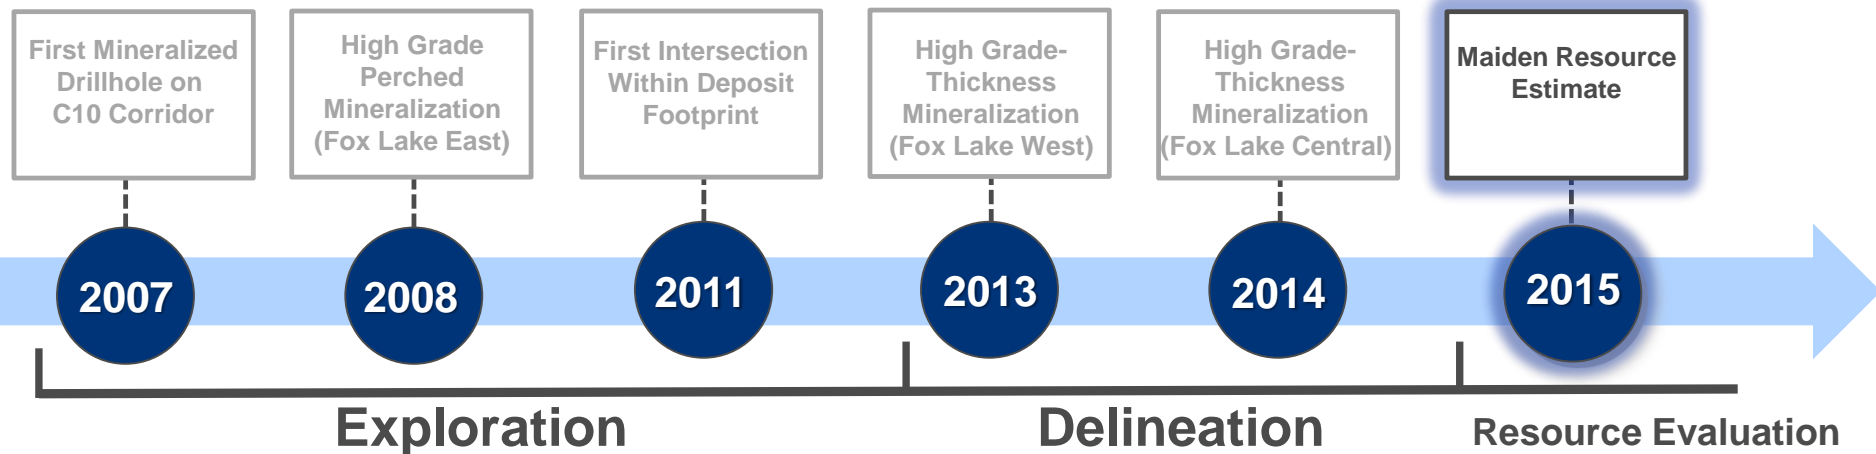 First Mineralized
Drillhole on
C10 Corridor
High Grade
Perched
Mineralization
(Fox Lake East)
First Intersection
Within Deposit
Footprint
High Grade-
Thickness
Mineralization
(Fox Lake West)
High Grade-
Thickness
Mineralization
(Fox Lake Central)
Maiden Resource
Estimate
2007
2008
2011
2013
2014
2015
Exploration
Delineation
Resource Evaluation